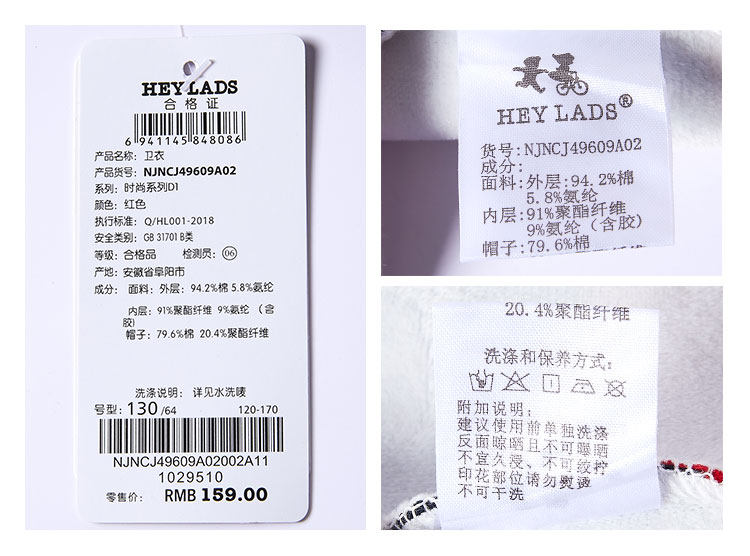 HEY LADS
合格证
6 941145 848086
产品名称: 卫衣
产品货号: NJNCJ49609A02
系列: 时尚系列D1
颜色: 红色
执行标准: Q/HL001-2018
安全类别: GB 31701 B类
等级: 合格品 检测员: 06
产地: 安徽省阜阳市
成分: 面料: 外层: 94.2%棉 5.8%氨纶
内层: 91%聚酯纤维 9%氨纶 (含
胶)
帽子: 79.6%棉 20.4%聚酯纤维
洗涤说明: 详见水洗唛
号型: 130/64 120-170
NJNCJ49609A02002A11
1029510
零售价: RMB 159.00
HEY LADS®
货号: NJNCJ49609A02
成分:
面料: 外层: 94.2%棉
5.8%氨纶
内层: 91%聚酯纤维
9%氨纶 (含胶)
帽子: 79.6%棉
20.4%聚酯纤维
洗涤和保养方式:
附加说明:
建议使用前单独洗涤
反面晾晒且不可曝晒
不宜久浸、不可绞拧
印花部位请勿熨烫
不可干洗